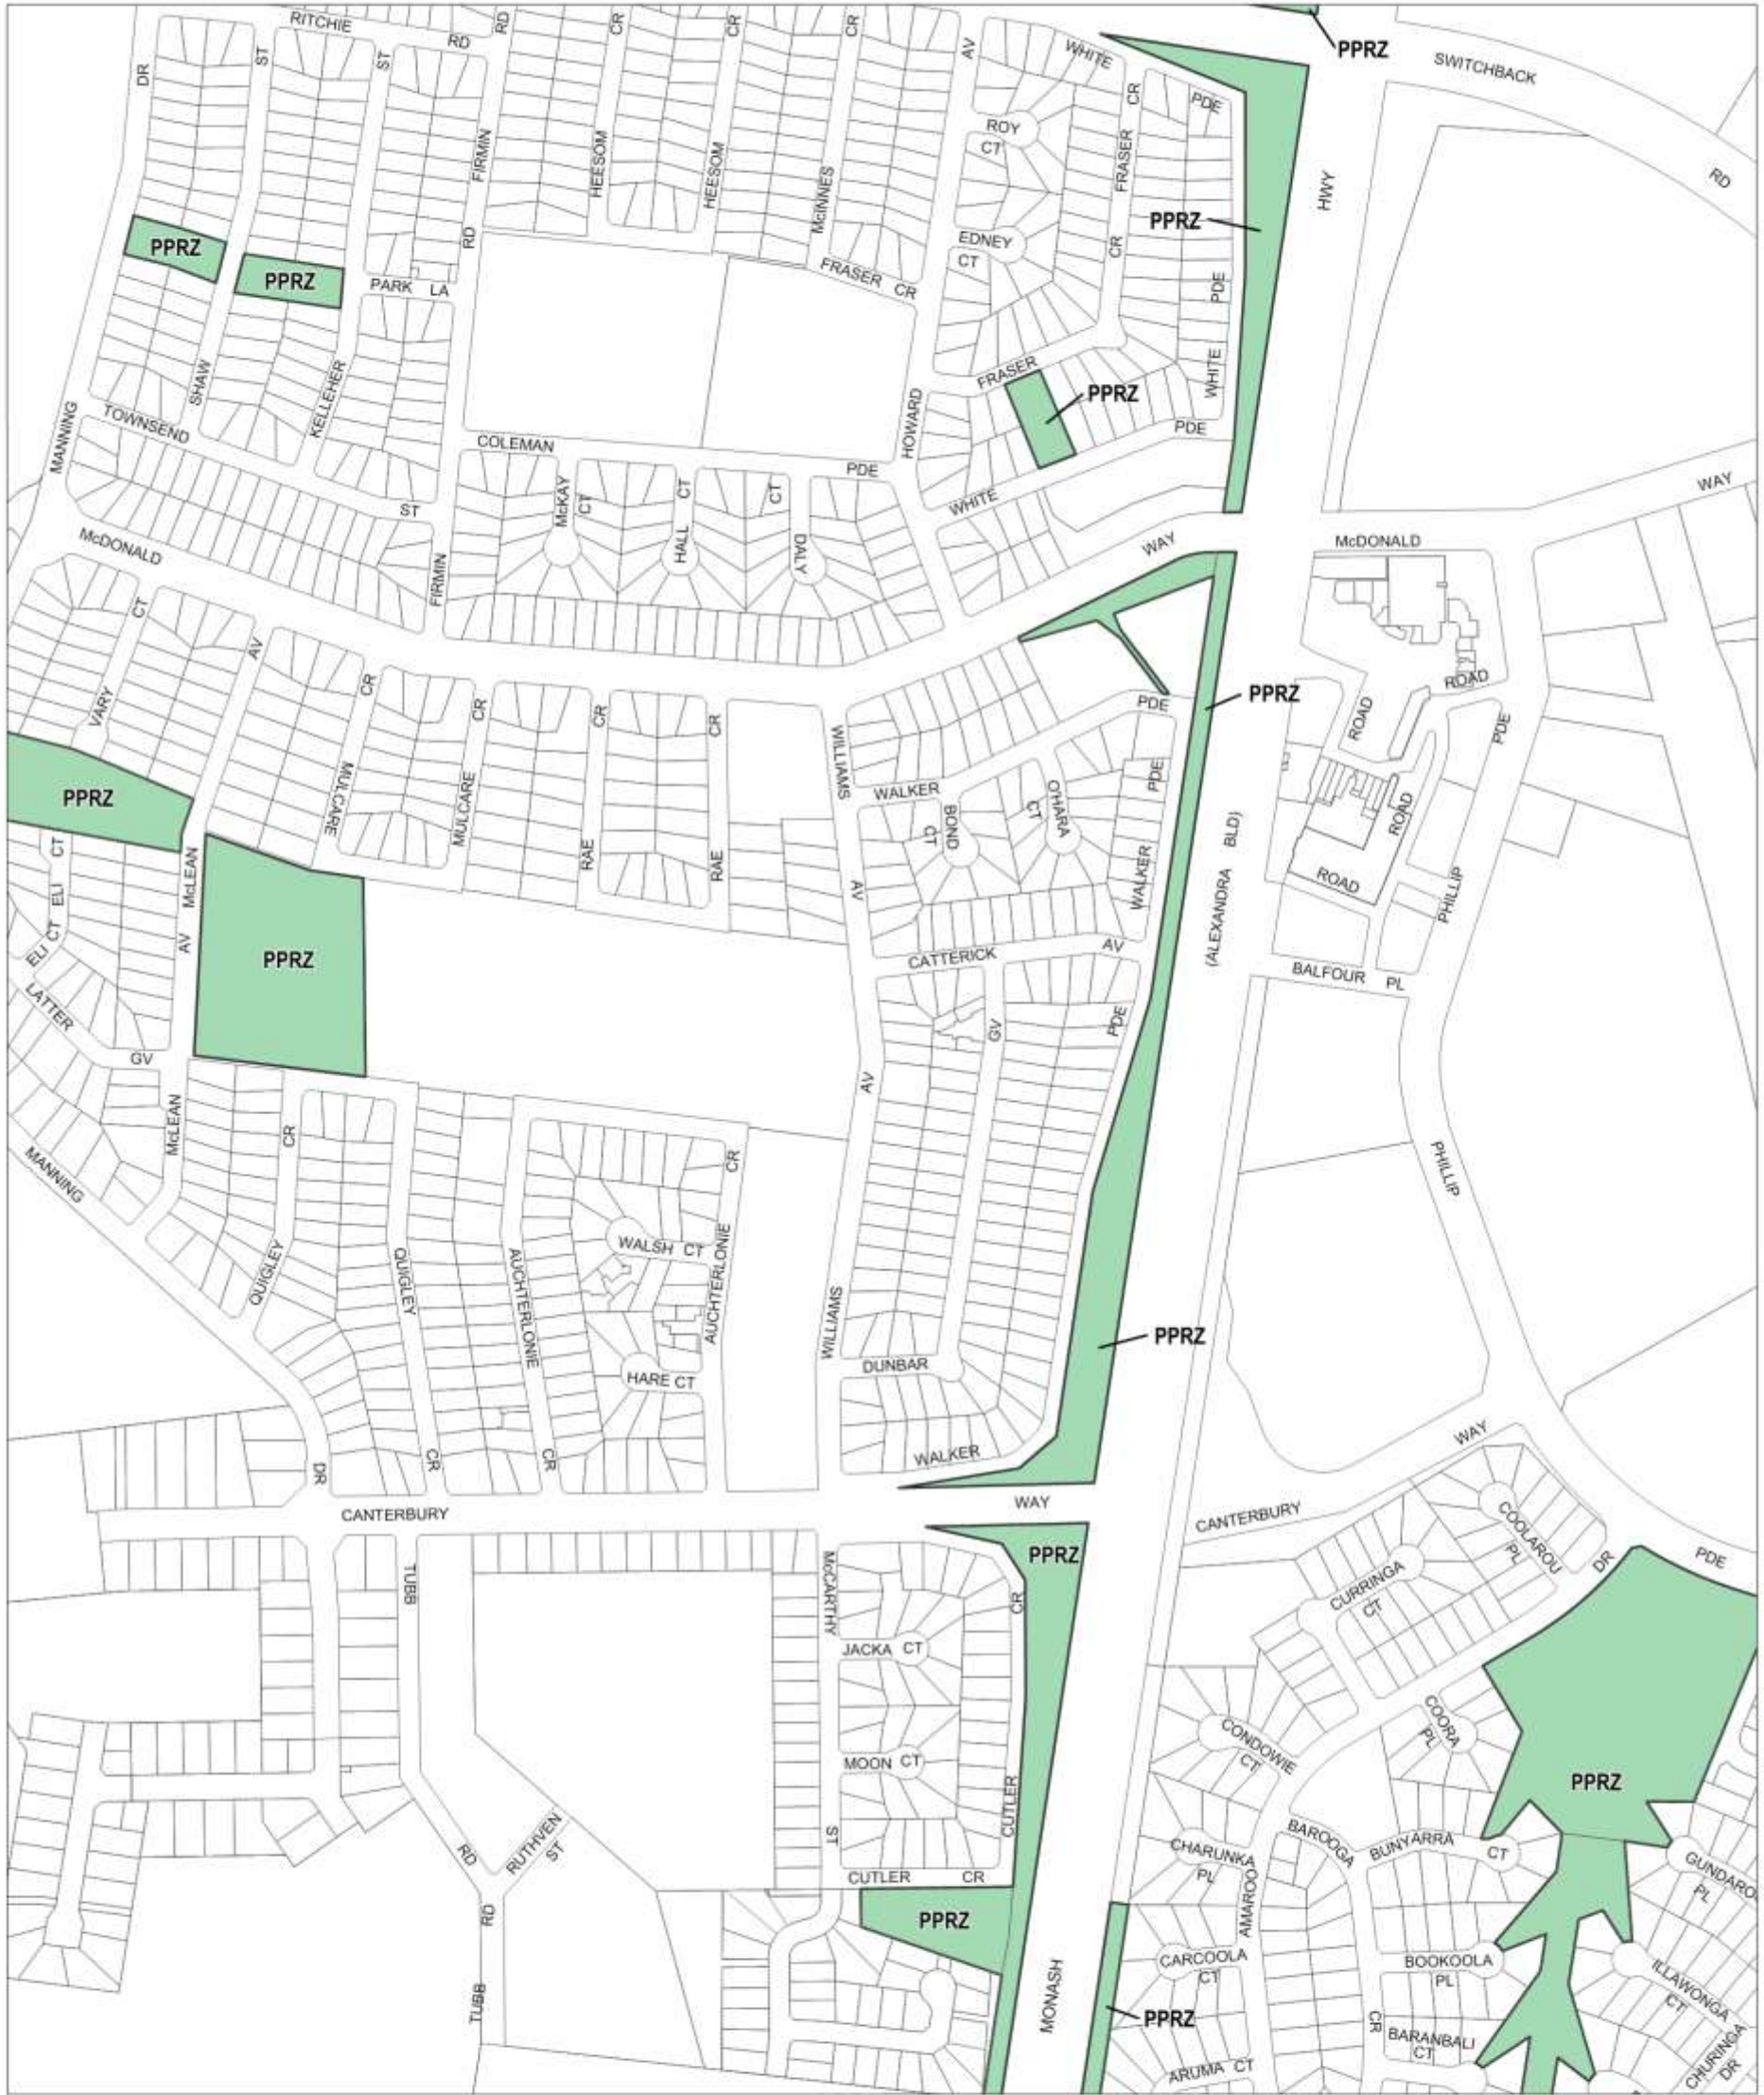 RITCHIE
RD
RD
CR
CR
CR
AV
WHITE
PPRZ
SWITCHBACK
RD
DR
ST
ST
FIRMIN
HEESOM
HEESOM
McINNES
ROY
CT
CR
FRASER
PDE
HWY
PPRZ
PPRZ
PPRZ
PARK LA
RD
FRASER CR
EDNEY
CT
CR
PDE
WHITE
FRASER
PPRZ
PDE
MANNING
TOWNSEND
SHAW
KELLEHER
ST
COLEMAN
PDE
HOWARD
McKAY
CT
HALL
CT
DALY
CT
WHITE
WAY
WAY
McDONALD
McDONALD
FIRMIN
CT
AV
VARY
CR
CR
CR
CR
MULCARE
MULCARE
RAE
RAE
WILLIAMS
AV
PDE
PPRZ
ROAD
ROAD
PDE
WALKER
BOND
CT
O'HARA
CT
PDE
WALKER
(ALEXANDRA BLD)
ROAD
ROAD
PHILLIP
PPRZ
ELI CT
ELI CT
McLEAN
AV
PPRZ
LATTER
GV
CATTERICK
AV
GV
PDE
BALFOUR PL
AV
McLEAN
MANNING
CR
QUIGLEY
QUIGLEY
CR
AUCHTERLONIE
CR
WALSH CT
AUCHTERLONIE
CR
HARE CT
WILLIAMS
DUNBAR
WALKER
PPRZ
PHILLIP
DR
CANTERBURY
WAY
CANTERBURY
WAY
TUBB
McCARTHY
PPRZ
CR
COOLAROU
PL
DR
PDE
CURRINGA
CT
JACKA CT
MOON CT
CUTLER
ST
CUTLER CR
CONDOWIE
CT
COORA
PL
PPRZ
RD
RUTHVEN
ST
RD
TUBB
PPRZ
MONASH
PPRZ
CHARUNKA
PL
AMAROO
BAROOGA
BUNYARRA
CT
GUNDARO
PL
CARCOOLA
CT
BOOKOOLA
PL
ILLAWONGA
CT
CR
BARANBALI
CT
CHURINGA
DR
ARUMA CT